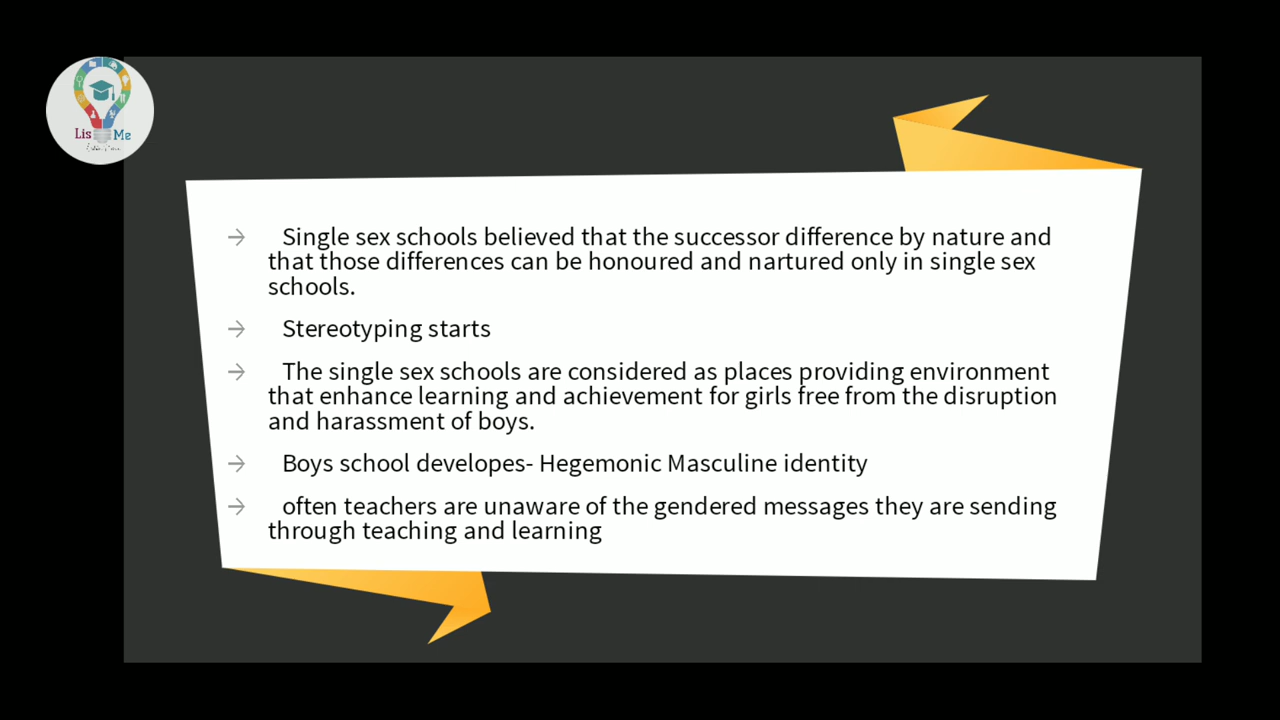 Lis Me
→ Single sex schools believed that the successor difference by nature and
that those differences can be honoured and nartured only in single sex
schools.
→ Stereotyping starts
→ The single sex schools are considered as places providing environment
that enhance learning and achievement for girls free from the disruption
and harassment of boys.
→ Boys school developes- Hegemonic Masculine identity
→ often teachers are unaware of the gendered messages they are sending
through teaching and learning